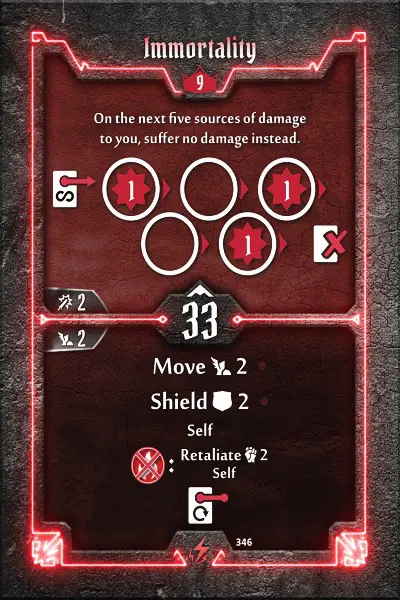 Immortality
9
On the next five sources of damage
to you, suffer no damage instead.
S
1 1
1
2
33
2
Move 2
Shield 2
Self
: Retaliate 2
Self
346